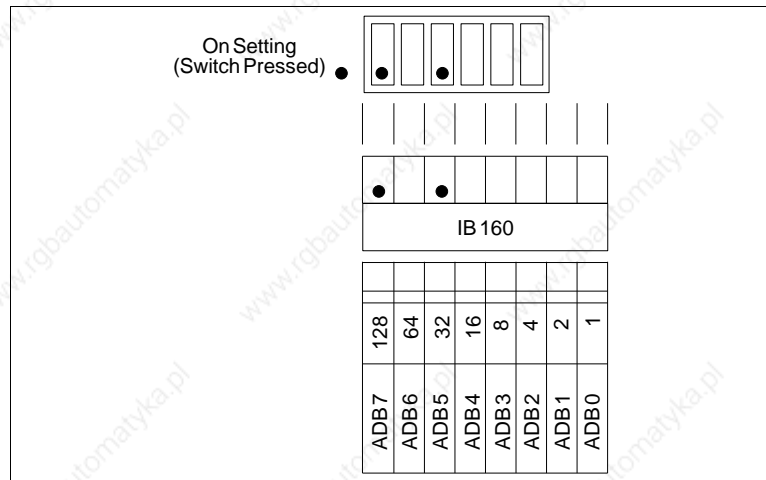 On Setting
(Switch Pressed)
IB 160
128 64 32 16 8 4 2 1
ADB7 ADB6 ADB5 ADB4 ADB3 ADB2 ADB1 ADB0
www.rgbautomatyka.pl